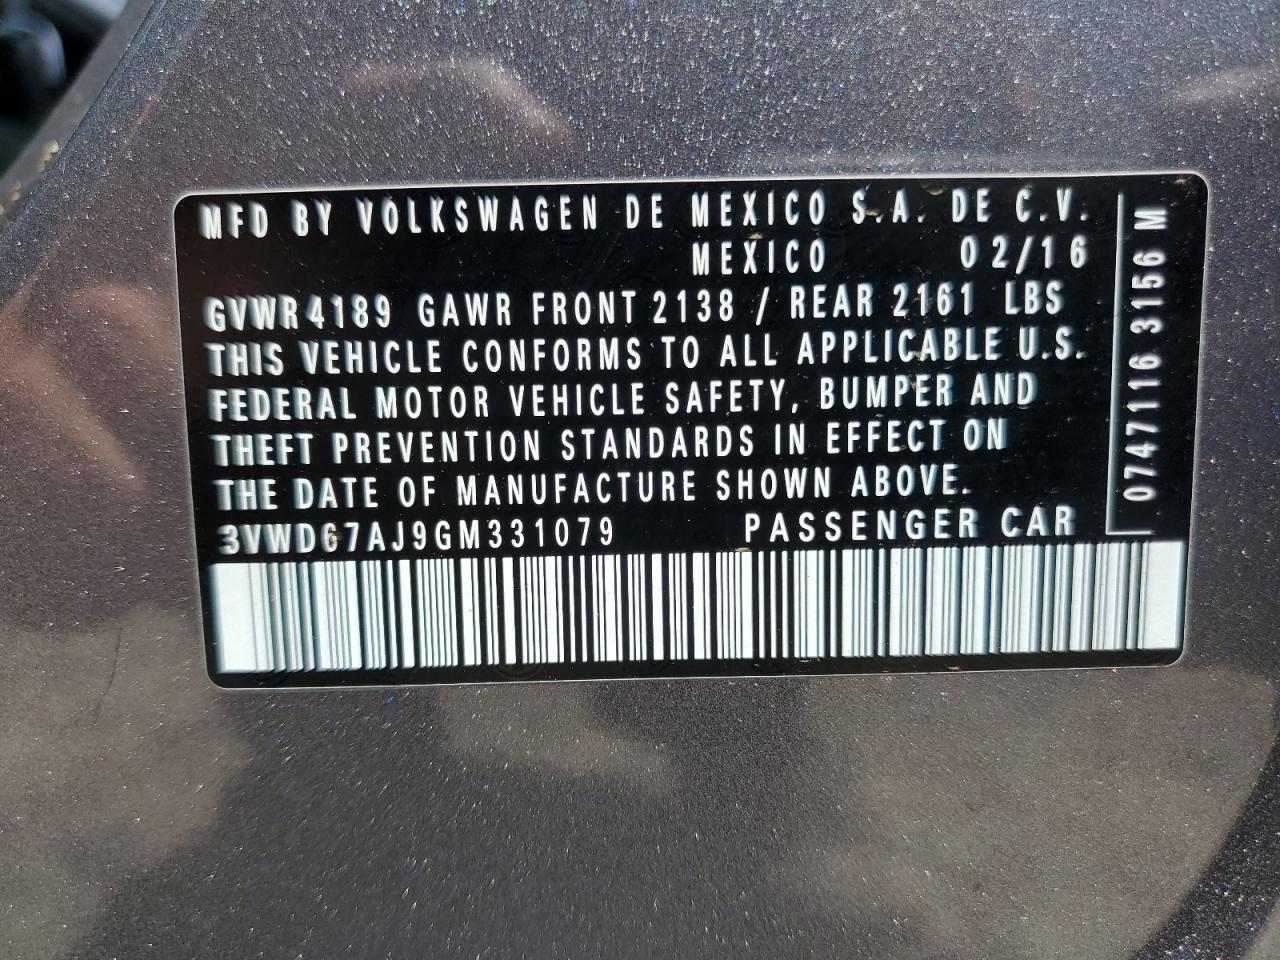 MFD BY VOLKSWAGEN DE MEXICO S.A. DE C.V.
MEXICO 02/16
GVWR 4189 GAWR FRONT 2138 / REAR 2161 LBS
THIS VEHICLE CONFORMS TO ALL APPLICABLE U.S.
FEDERAL MOTOR VEHICLE SAFETY, BUMPER AND
THEFT PREVENTION STANDARDS IN EFFECT ON
THE DATE OF MANUFACTURE SHOWN ABOVE.
3VWD67AJ9GM331079 PASSENGER CAR
0747116 3156 M